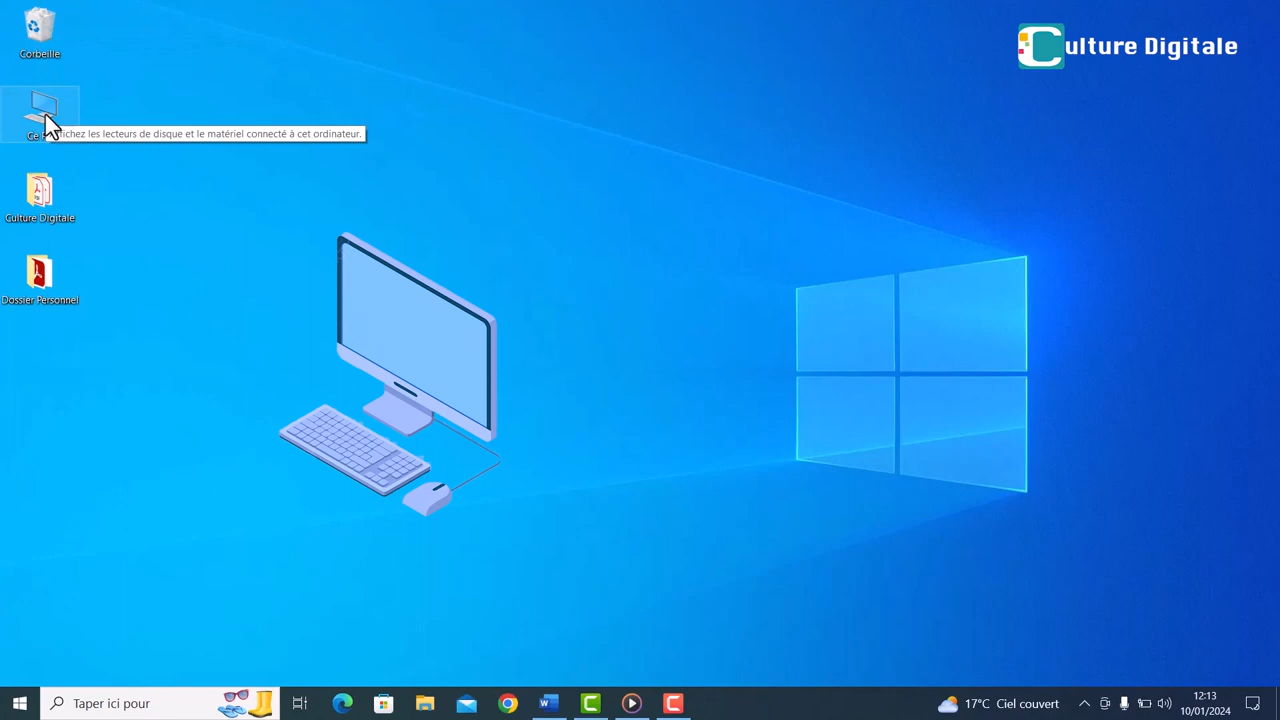 Corbeille
ulture Digitale
Ce
ichez les lecteurs de disque et le matériel connecté à cet ordinateur.
Culture Digitale
Dossier Personnel
Taper ici pour
17°C Ciel couvert
12:13
10/01/2024